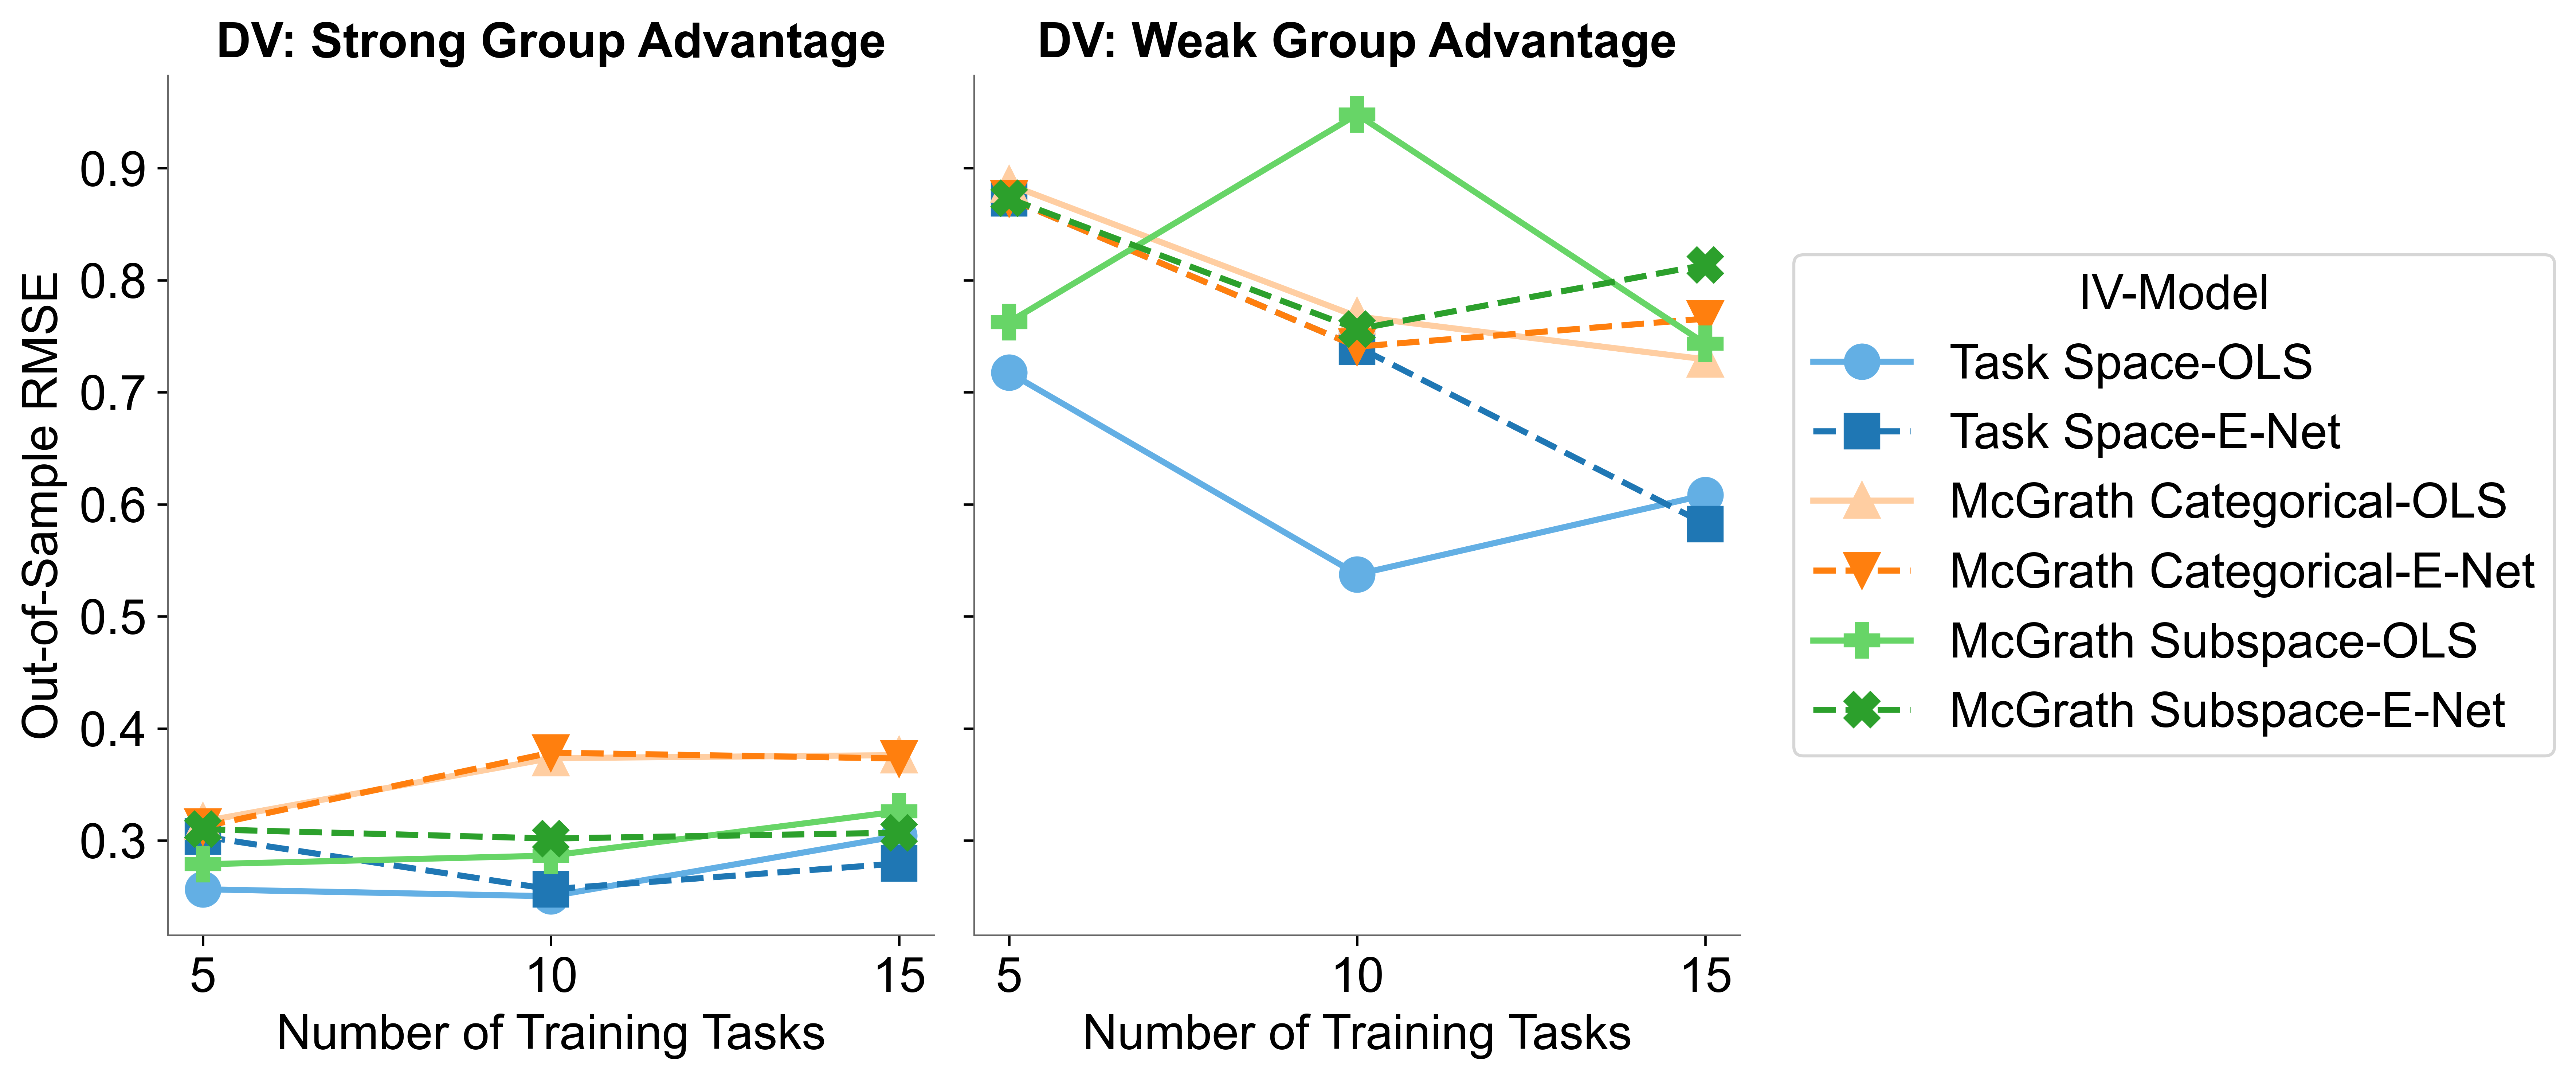 DV: Strong Group Advantage
DV: Weak Group Advantage
Out-of-Sample RMSE
0.9
0.8
0.7
0.6
0.5
0.4
0.3
5 10 15
5 10 15
Number of Training Tasks
Number of Training Tasks
IV-Model
Task Space-OLS
Task Space-E-Net
McGrath Categorical-OLS
McGrath Categorical-E-Net
McGrath Subspace-OLS
McGrath Subspace-E-Net